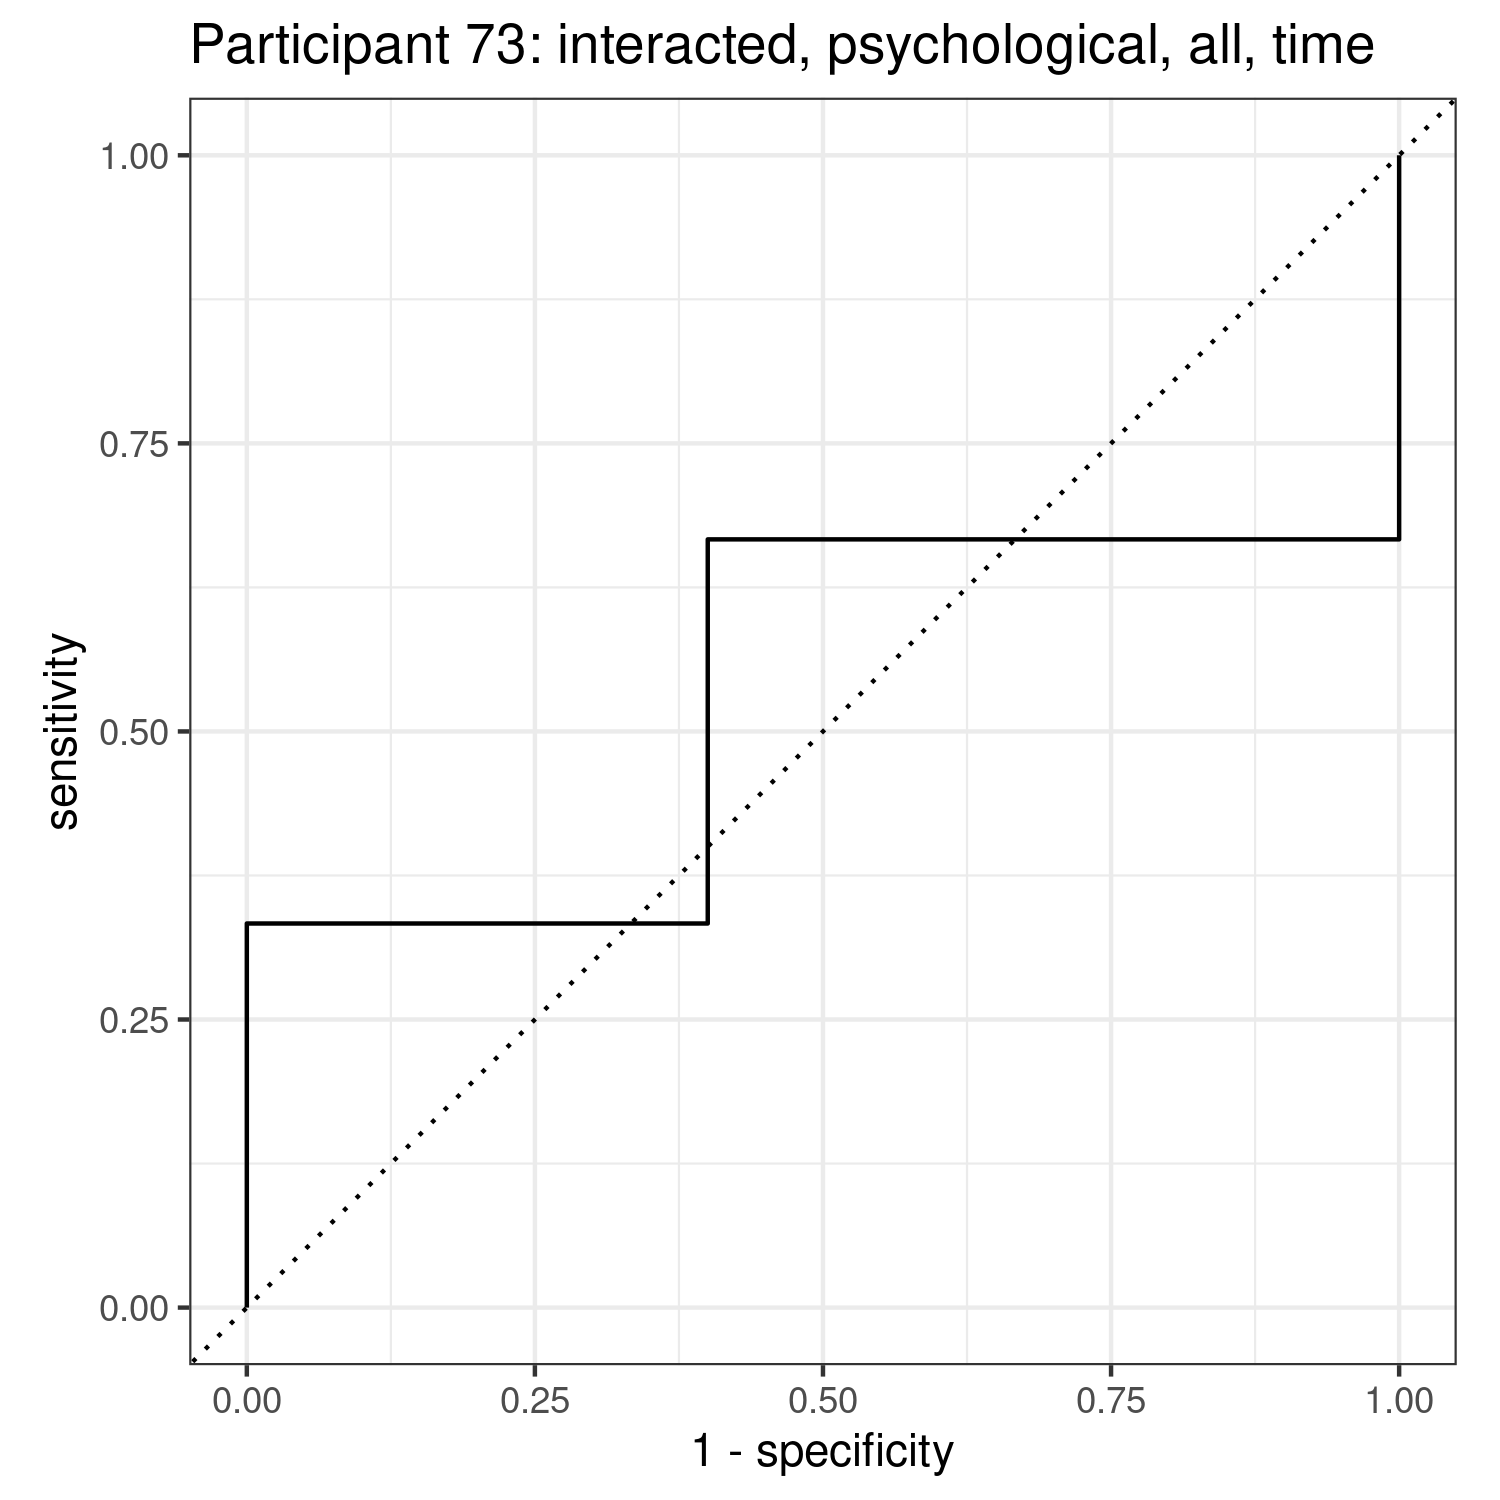 Participant 73: interacted, psychological, all, time
1.00
0.75
0.50
0.25
0.00
sensitivity
0.00 0.25 0.50 0.75 1.00
1 - specificity